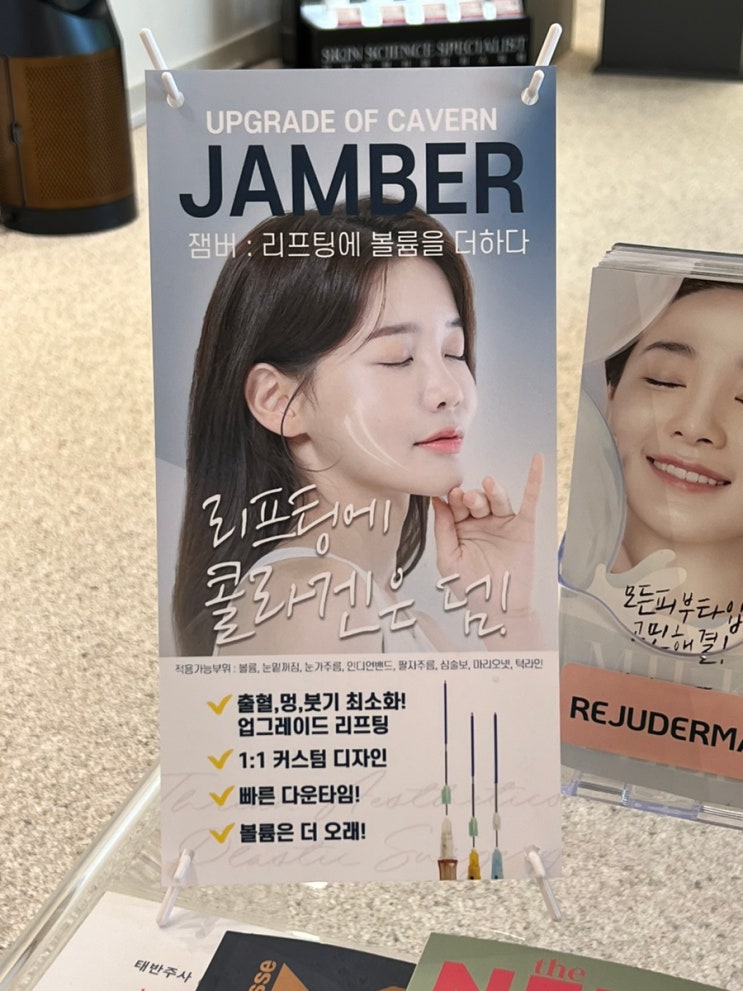 SKIN SCIENCE SPECIALIST
UPGRADE OF CAVERN
JAMBER
잼버 : 리프팅에 볼륨을 더하다
리프팅에
콜라겐은 덤!
적용가능부위 : 볼륨, 눈밑꺼짐, 눈가주름, 인디언밴드, 팔자주름, 심술보, 마리오넷, 턱라인
출혈,멍,붓기 최소화!
업그레이드 리프팅
1:1 커스텀 디자인
빠른 다운타임!
볼륨은 더 오래!
Aesthetics
Plastic Surgery
모든피부타입
고민해결!
REJUDERMA
태반주사
the